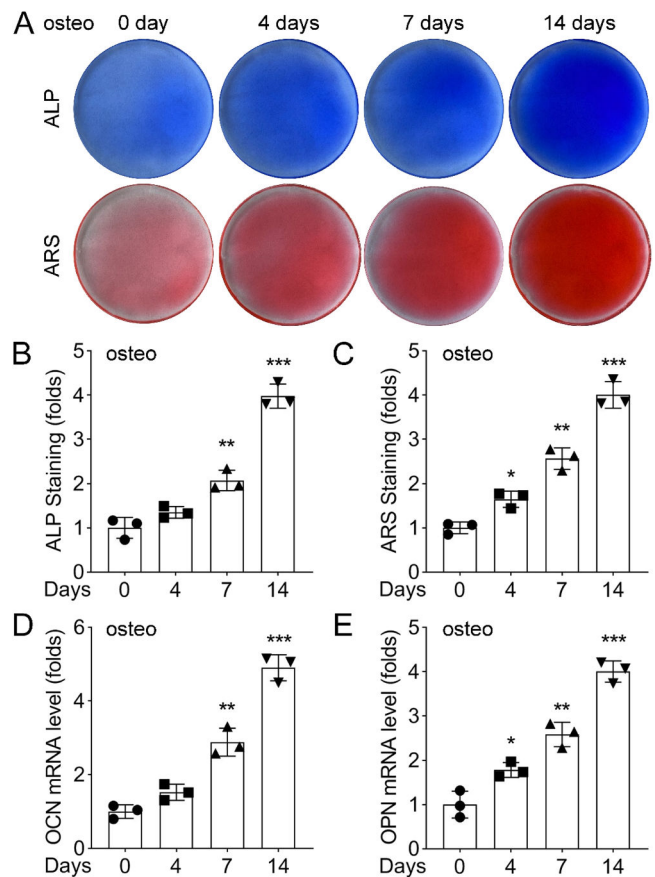 A osteo 0 day 4 days 7 days 14 days
ALP
ARS
B osteo
ALP Staining (folds)
5
4
3
2
1
0
**
***
Days 0 4 7 14
C osteo
ARS Staining (folds)
5
4
3
2
1
0
*
**
***
Days 0 4 7 14
D osteo
OCN mRNA level (folds)
6
4
2
0
**
***
Days 0 4 7 14
E osteo
OPN mRNA level (folds)
5
4
3
2
1
0
*
**
***
Days 0 4 7 14